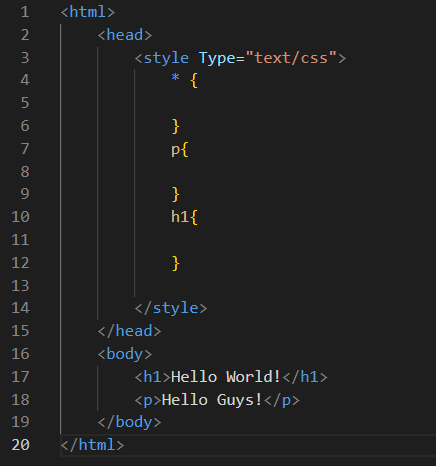 1 <html>
2 <head>
3 <style Type="text/css">
4 * {
5
6 }
7 p{
8
9 }
10 h1{
11
12 }
13
14 </style>
15 </head>
16 <body>
17 <h1>Hello World!</h1>
18 <p>Hello Guys!</p>
19 </body>
20 </html>